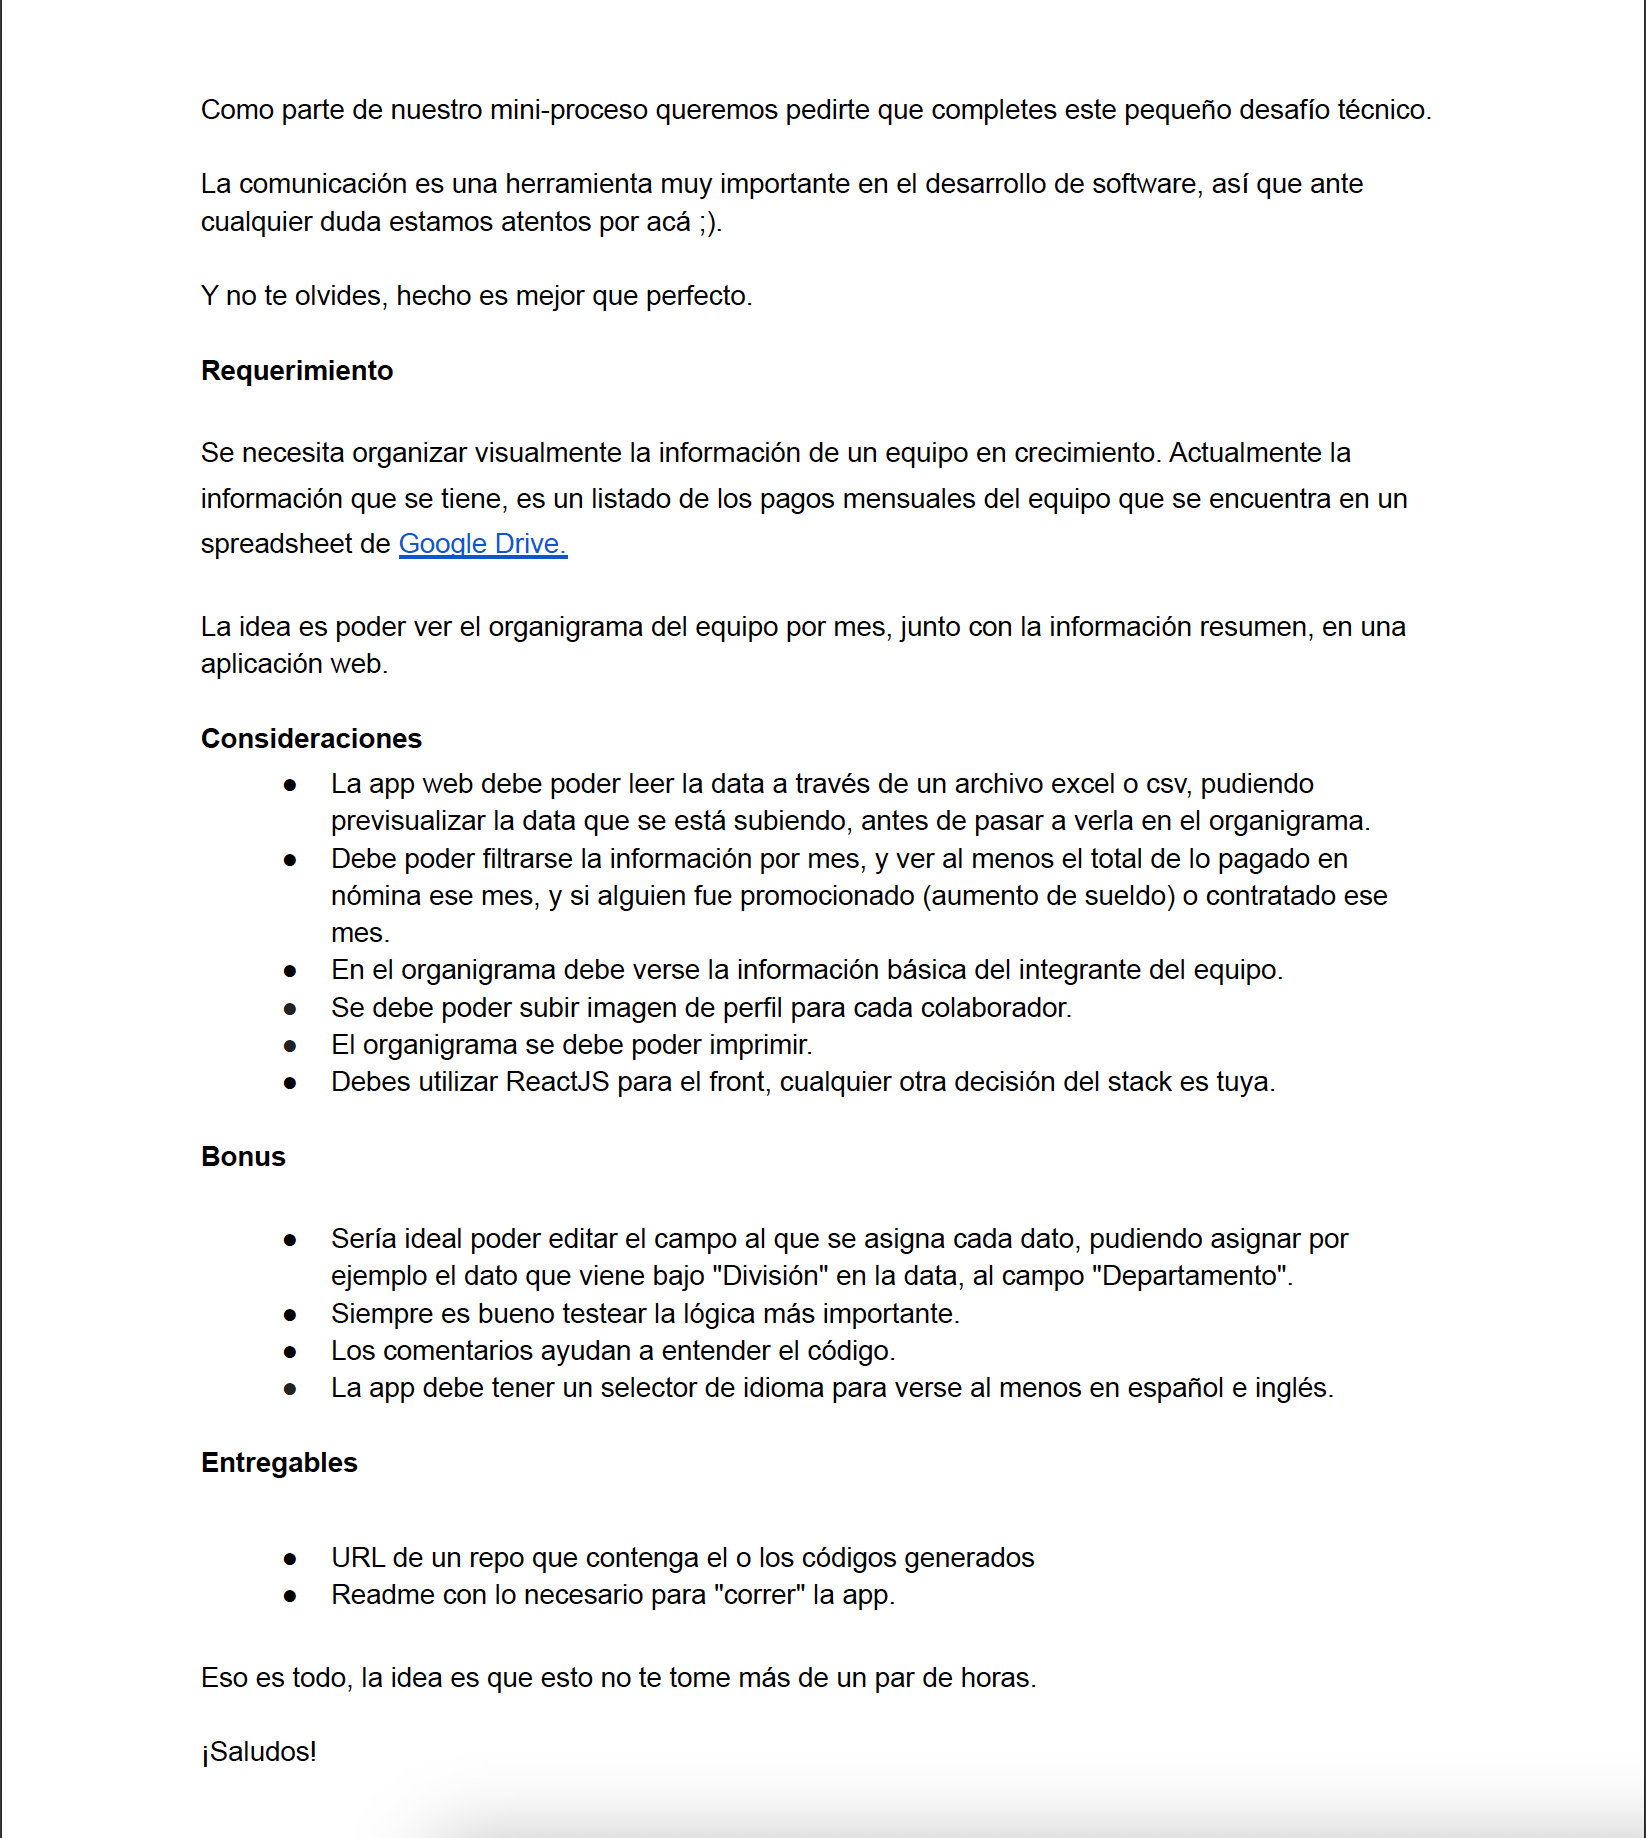 Como parte de nuestro mini-proceso queremos pedirte que completes este pequeño desafío técnico.
La comunicación es una herramienta muy importante en el desarrollo de software, así que ante
cualquier duda estamos atentos por acá ;).
Y no te olvides, hecho es mejor que perfecto.
Requerimiento
Se necesita organizar visualmente la información de un equipo en crecimiento. Actualmente la
información que se tiene, es un listado de los pagos mensuales del equipo que se encuentra en un
spreadsheet de Google Drive.
La idea es poder ver el organigrama del equipo por mes, junto con la información resumen, en una
aplicación web.
Consideraciones
● La app web debe poder leer la data a través de un archivo excel o csv, pudiendo
previsualizar la data que se está subiendo, antes de pasar a verla en el organigrama.
● Debe poder filtrarse la información por mes, y ver al menos el total de lo pagado en
nómina ese mes, y si alguien fue promocionado (aumento de sueldo) o contratado ese
mes.
● En el organigrama debe verse la información básica del integrante del equipo.
● Se debe poder subir imagen de perfil para cada colaborador.
● El organigrama se debe poder imprimir.
● Debes utilizar ReactJS para el front, cualquier otra decisión del stack es tuya.
Bonus
● Sería ideal poder editar el campo al que se asigna cada dato, pudiendo asignar por
ejemplo el dato que viene bajo "División" en la data, al campo "Departamento".
● Siempre es bueno testear la lógica más importante.
● Los comentarios ayudan a entender el código.
● La app debe tener un selector de idioma para verse al menos en español e inglés.
Entregables
● URL de un repo que contenga el o los códigos generados
● Readme con lo necesario para "correr" la app.
Eso es todo, la idea es que esto no te tome más de un par de horas.
¡Saludos!